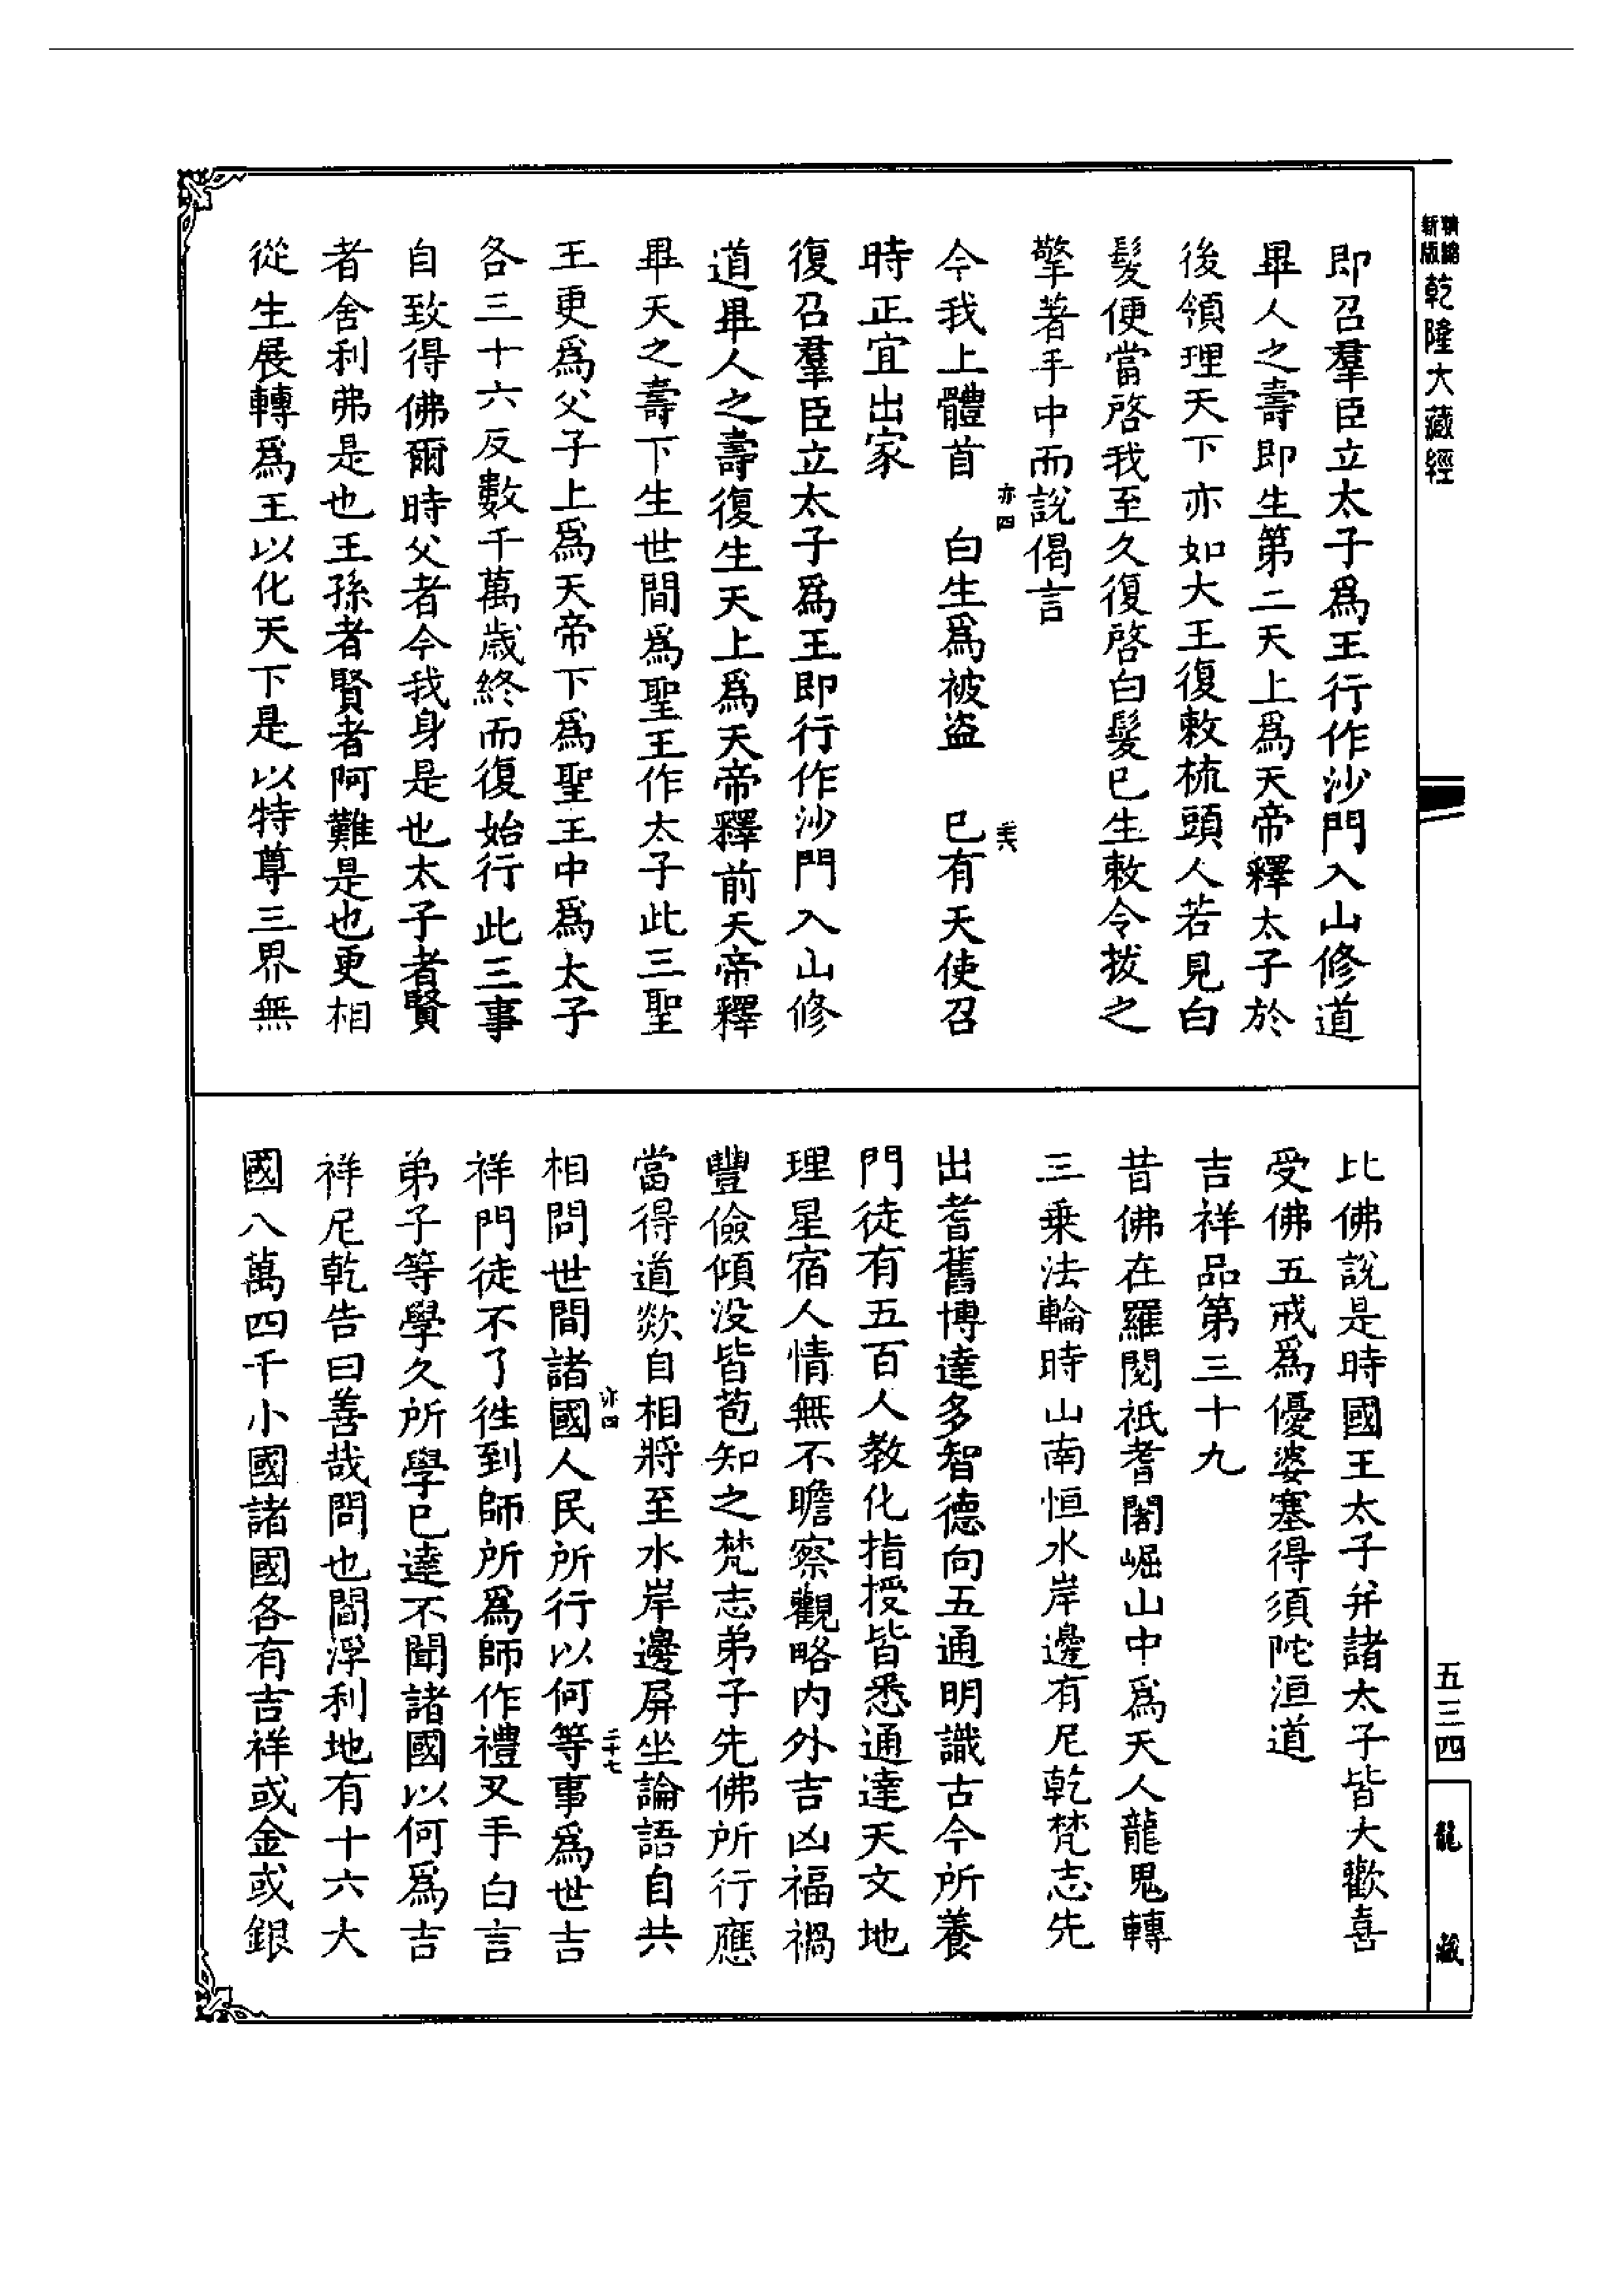 新版精縮
乾隆大藏經
五三四
龍藏
即召羣臣立太子爲王行作沙門入山修道
畢人之壽即生第二天上爲天帝釋太子於
後領理天下亦如大王復敕梳頭人若見白
髮便當啓我至久復啓白髮已生敕令拔之
擎著手中而說偈言
亦四
今我上體首 白生爲被盜 已有天使召
時正宜出家
復召羣臣立太子爲王即行作沙門入山修
道畢人之壽復生天上爲天帝釋前天帝釋
畢天之壽下生世間爲聖王作太子此三聖
王更爲父子上爲天帝下爲聖王中爲太子
各三十六反數千萬歲終而復始行此三事
自致得佛爾時父者今我身是也太子者賢
者舍利弗是也王孫者賢者阿難是也更相
從生展轉爲王以化天下是以特尊三界無
比佛說是時國王太子并諸太子皆大歡喜
受佛五戒爲優婆塞得須陀洹道
吉祥品第三十九
昔佛在羅閱祇耆闍崛山中爲天人龍鬼轉
三乘法輪時山南恒水岸邊有尼乾梵志先
出耆舊博達多智德向五通明識古今所養
門徒有五百人教化指授皆悉通達天文地
理星宿人情無不瞻察觀略內外吉凶福禍
豐儉傾没皆苞知之梵志弟子先佛所行應
當得道欻自相將至水岸邊屏坐論語自共
亦四
二十七
相問世間諸國人民所行以何等事爲世吉
祥門徒不了徃到師所爲師作禮叉手白言
弟子等學久所學已達不聞諸國以何爲吉
祥尼乾告曰善哉問也閻浮利地有十六大
國八萬四千小國諸國各有吉祥或金或銀